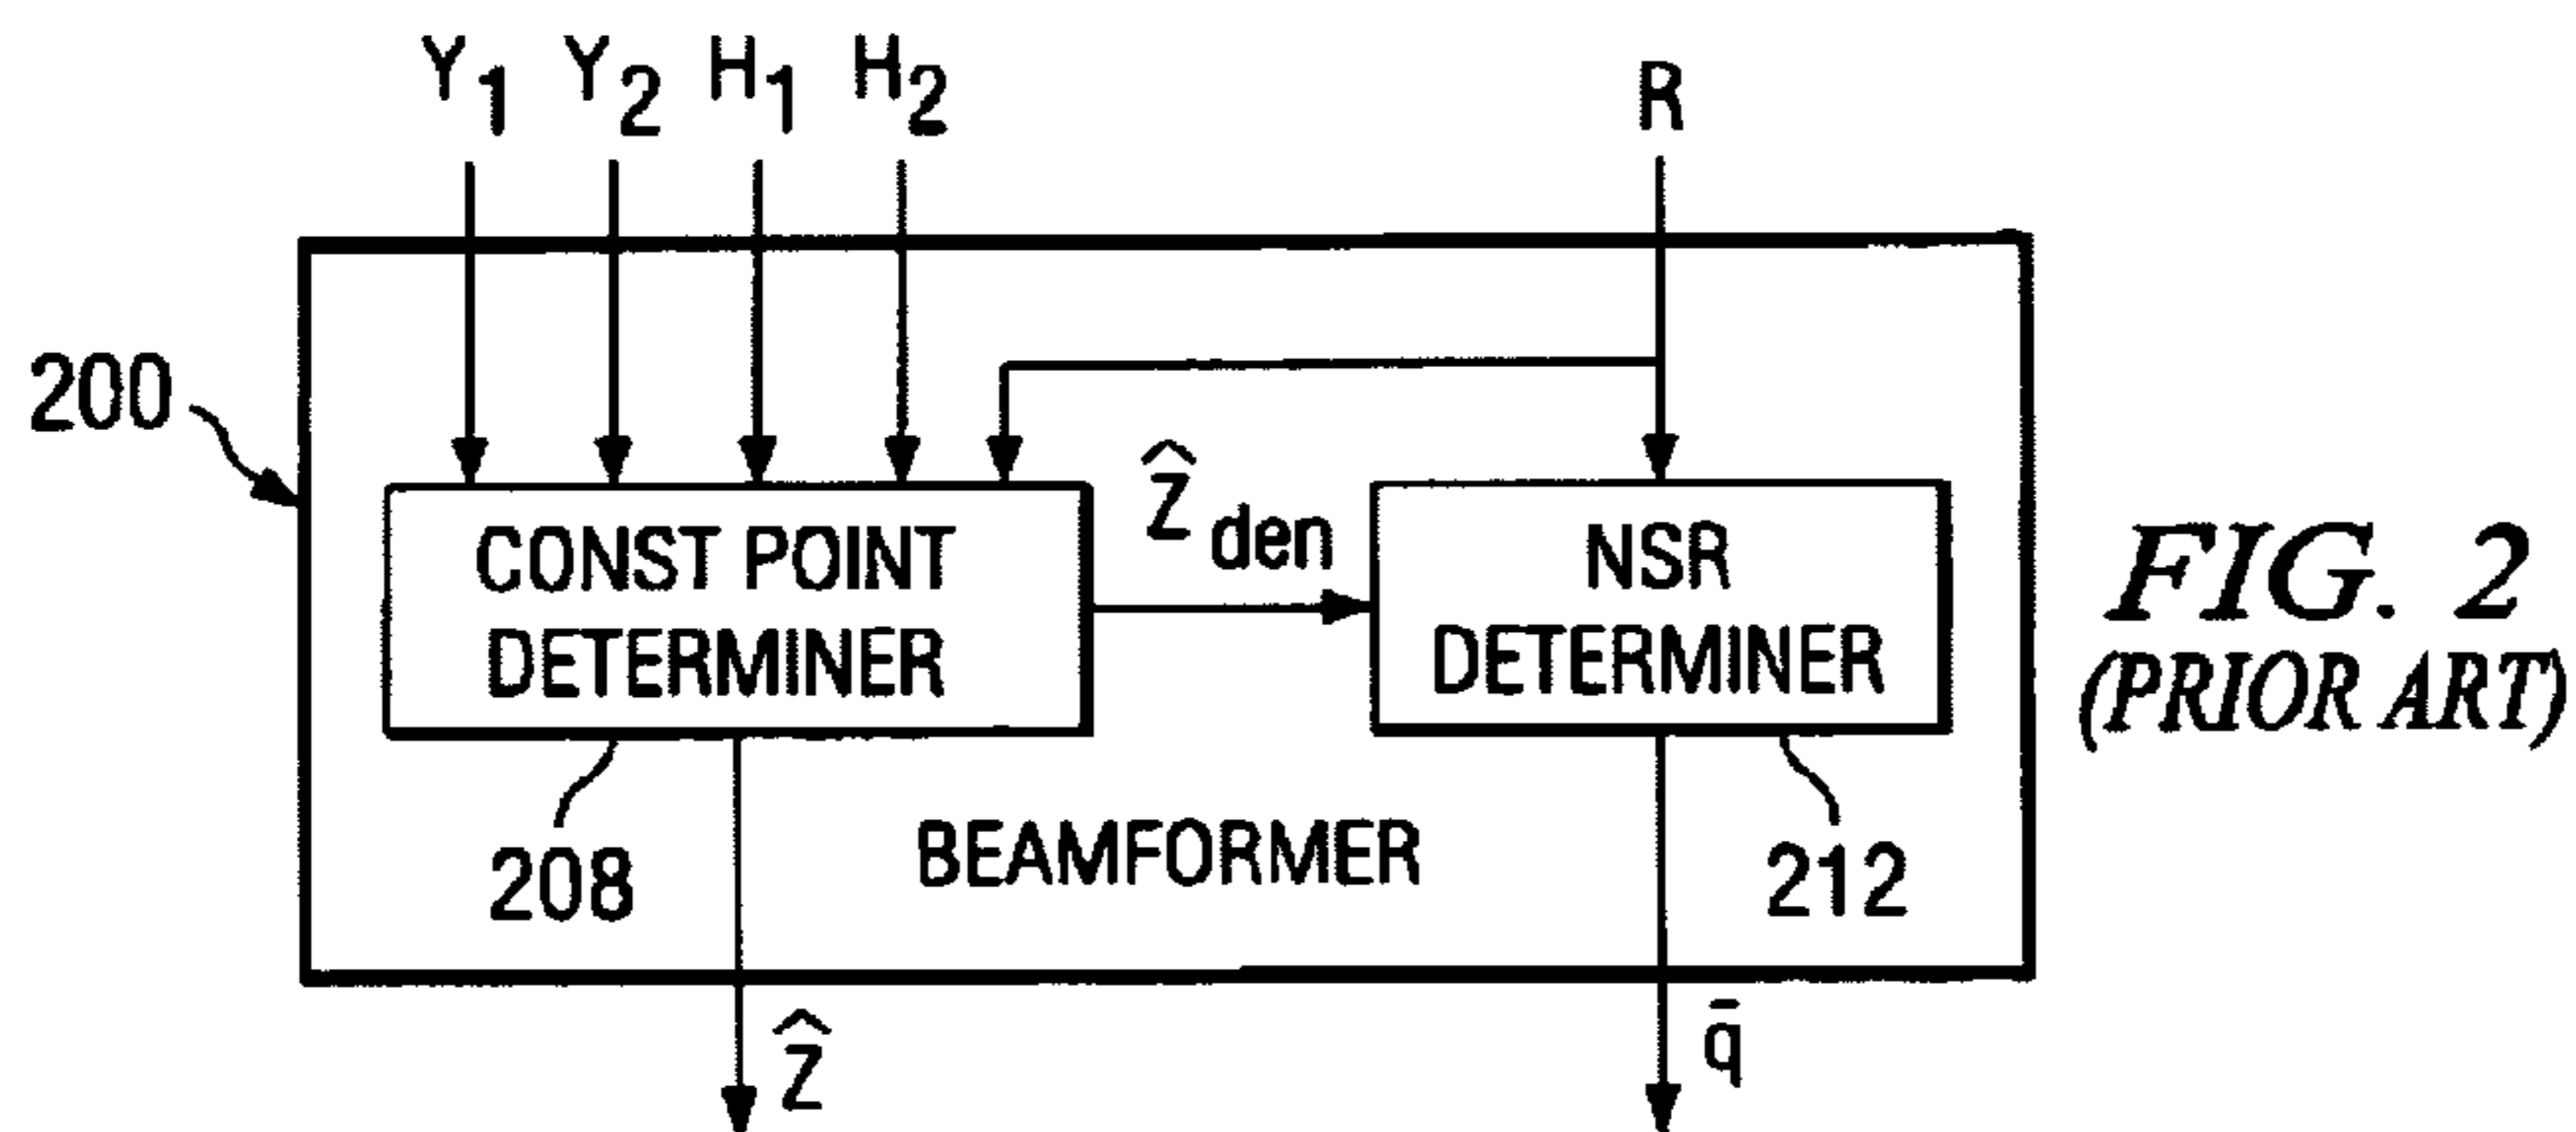 Y1 Y2 H1 H2 R
200
Ẑden
CONST POINT
DETERMINER
NSR
DETERMINER
FIG. 2
(PRIOR ART)
208
BEAMFORMER
212
Ẑ
q̄